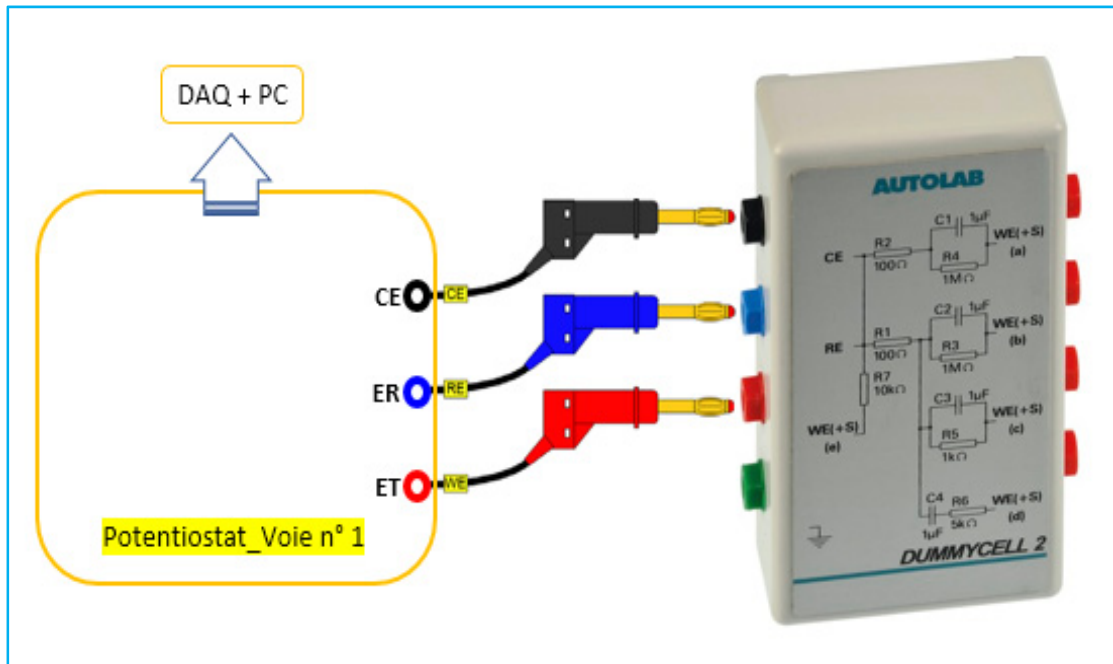 DAQ + PC
CE
CE
ER
RE
ET
WE
Potentiostat_Voie n° 1
AUTOLAB
C1
1µF
WE(+S)
(a)
CE
R2
100Ω
R4
1MΩ
C2
1µF
WE(+S)
(b)
RE
R1
100Ω
R3
1MΩ
R7
10kΩ
C3
1µF
WE(+S)
(c)
R5
1kΩ
WE(+S)
(e)
C4
R6
WE(+S)
(d)
1µF
5kΩ
DUMMYCELL 2